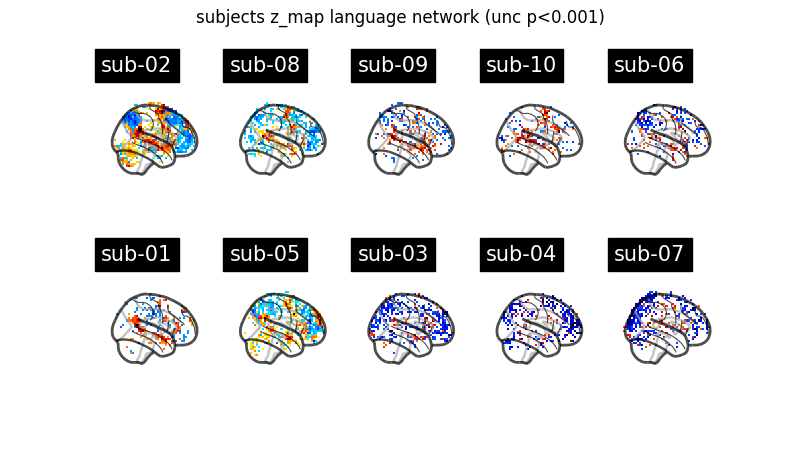 subjects z_map language network (unc p<0.001)
sub-02 sub-08 sub-09 sub-10 sub-06
sub-01 sub-05 sub-03 sub-04 sub-07